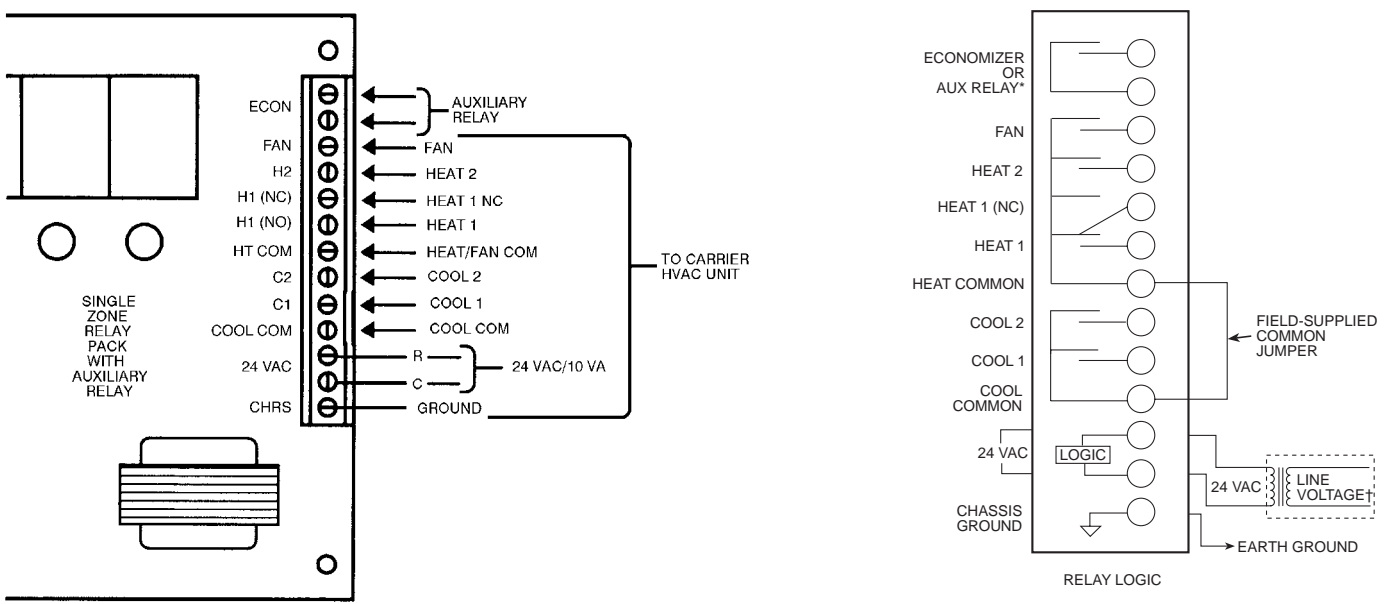 ECON
FAN
H2
H1 (NC)
H1 (NO)
HT COM
C2
C1
COOL COM
24 VAC
CHRS
AUXILIARY
RELAY
FAN
HEAT 2
HEAT 1 NC
HEAT 1
HEAT/FAN COM
COOL 2
COOL 1
COOL COM
R
C
24 VAC/10 VA
GROUND
TO CARRIER
HVAC UNIT
SINGLE
ZONE
RELAY
PACK
WITH
AUXILIARY
RELAY
ECONOMIZER
OR
AUX RELAY*
FAN
HEAT 2
HEAT 1 (NC)
HEAT 1
HEAT COMMON
COOL 2
COOL 1
COOL
COMMON
24 VAC
LOGIC
CHASSIS
GROUND
FIELD-SUPPLIED
COMMON
JUMPER
24 VAC
LINE
VOLTAGE†
EARTH GROUND
RELAY LOGIC